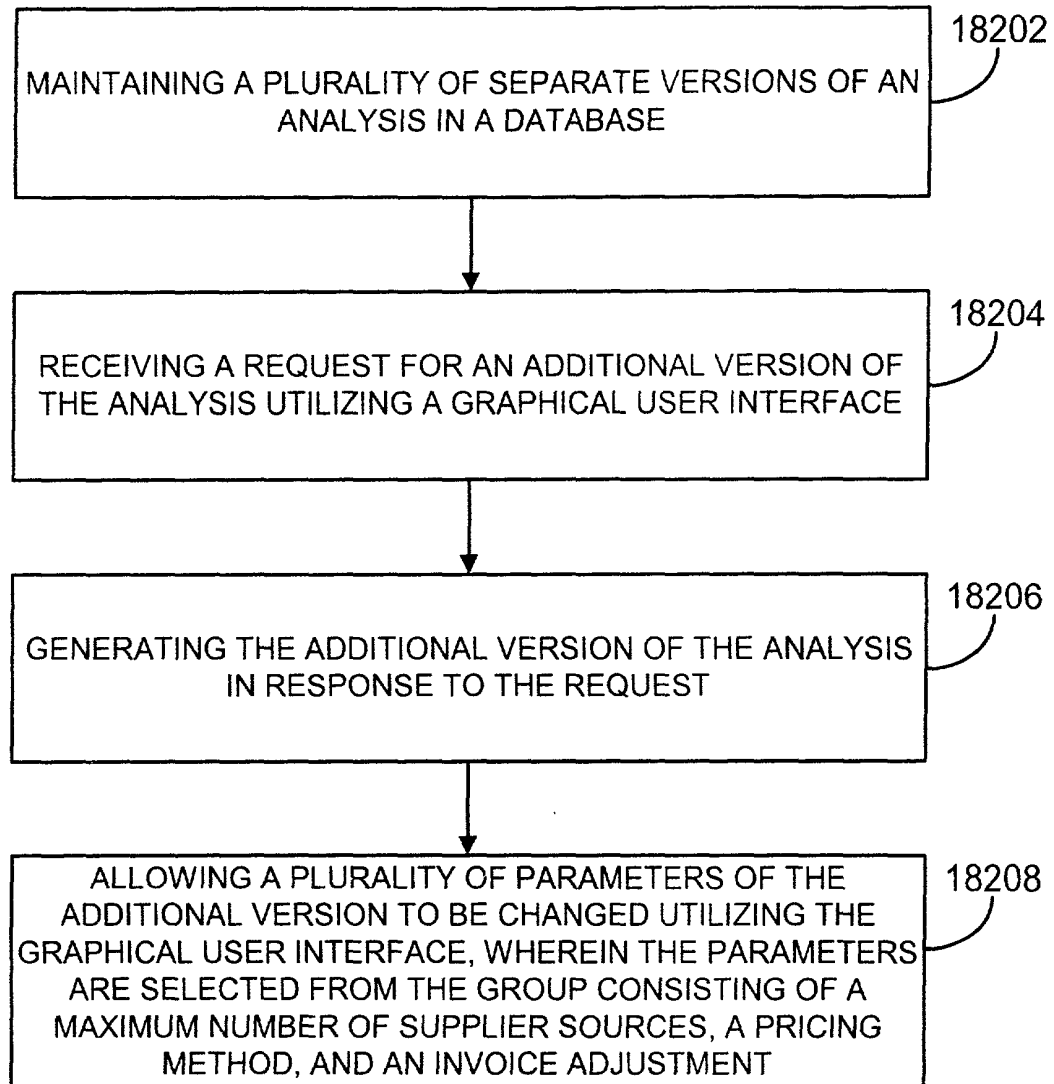 18202
MAINTAINING A PLURALITY OF SEPARATE VERSIONS OF AN
ANALYSIS IN A DATABASE
18204
RECEIVING A REQUEST FOR AN ADDITIONAL VERSION OF
THE ANALYSIS UTILIZING A GRAPHICAL USER INTERFACE
18206
GENERATING THE ADDITIONAL VERSION OF THE ANALYSIS
IN RESPONSE TO THE REQUEST
18208
ALLOWING A PLURALITY OF PARAMETERS OF THE
ADDITIONAL VERSION TO BE CHANGED UTILIZING THE
GRAPHICAL USER INTERFACE, WHEREIN THE PARAMETERS
ARE SELECTED FROM THE GROUP CONSISTING OF A
MAXIMUM NUMBER OF SUPPLIER SOURCES, A PRICING
METHOD, AND AN INVOICE ADJUSTMENT